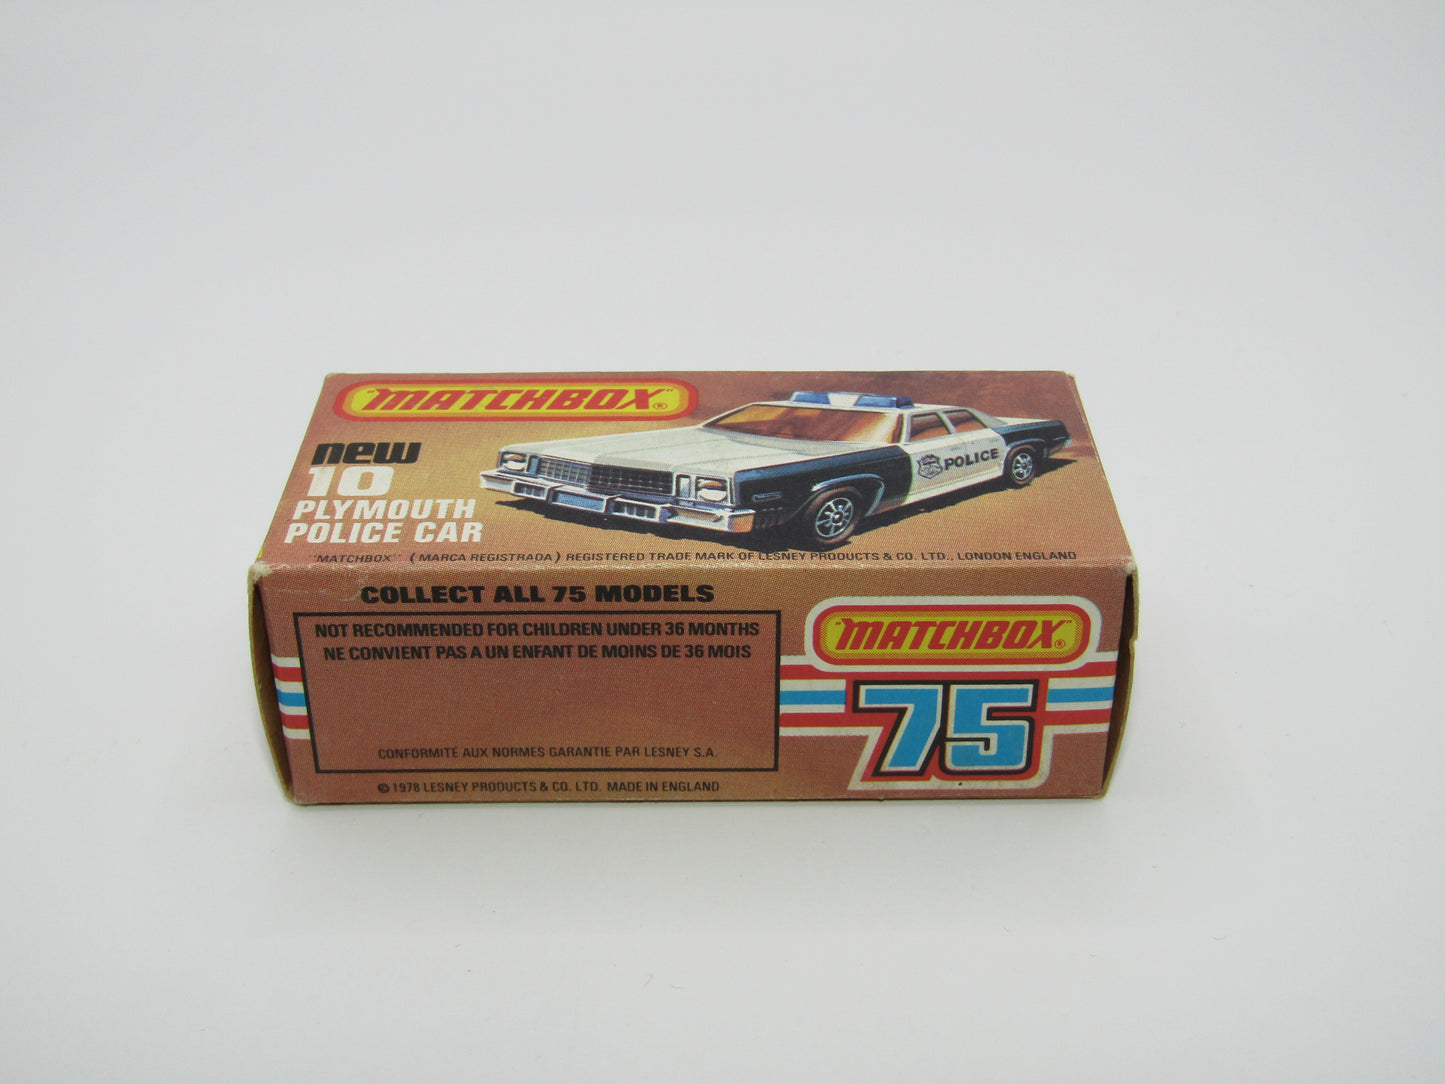 "MATCHBOX"®
new
10
PLYMOUTH
POLICE CAR
POLICE
"MATCHBOX" (MARCA REGISTRADA) REGISTERED TRADE MARK OF LESNEY PRODUCTS & CO. LTD., LONDON ENGLAND
COLLECT ALL 75 MODELS
NOT RECOMMENDED FOR CHILDREN UNDER 36 MONTHS
NE CONVIENT PAS A UN ENFANT DE MOINS DE 36 MOIS
CONFORMITÉ AUX NORMES GARANTIE PAR LESNEY S.A.
© 1978 LESNEY PRODUCTS & CO. LTD. MADE IN ENGLAND
"MATCHBOX"®
75